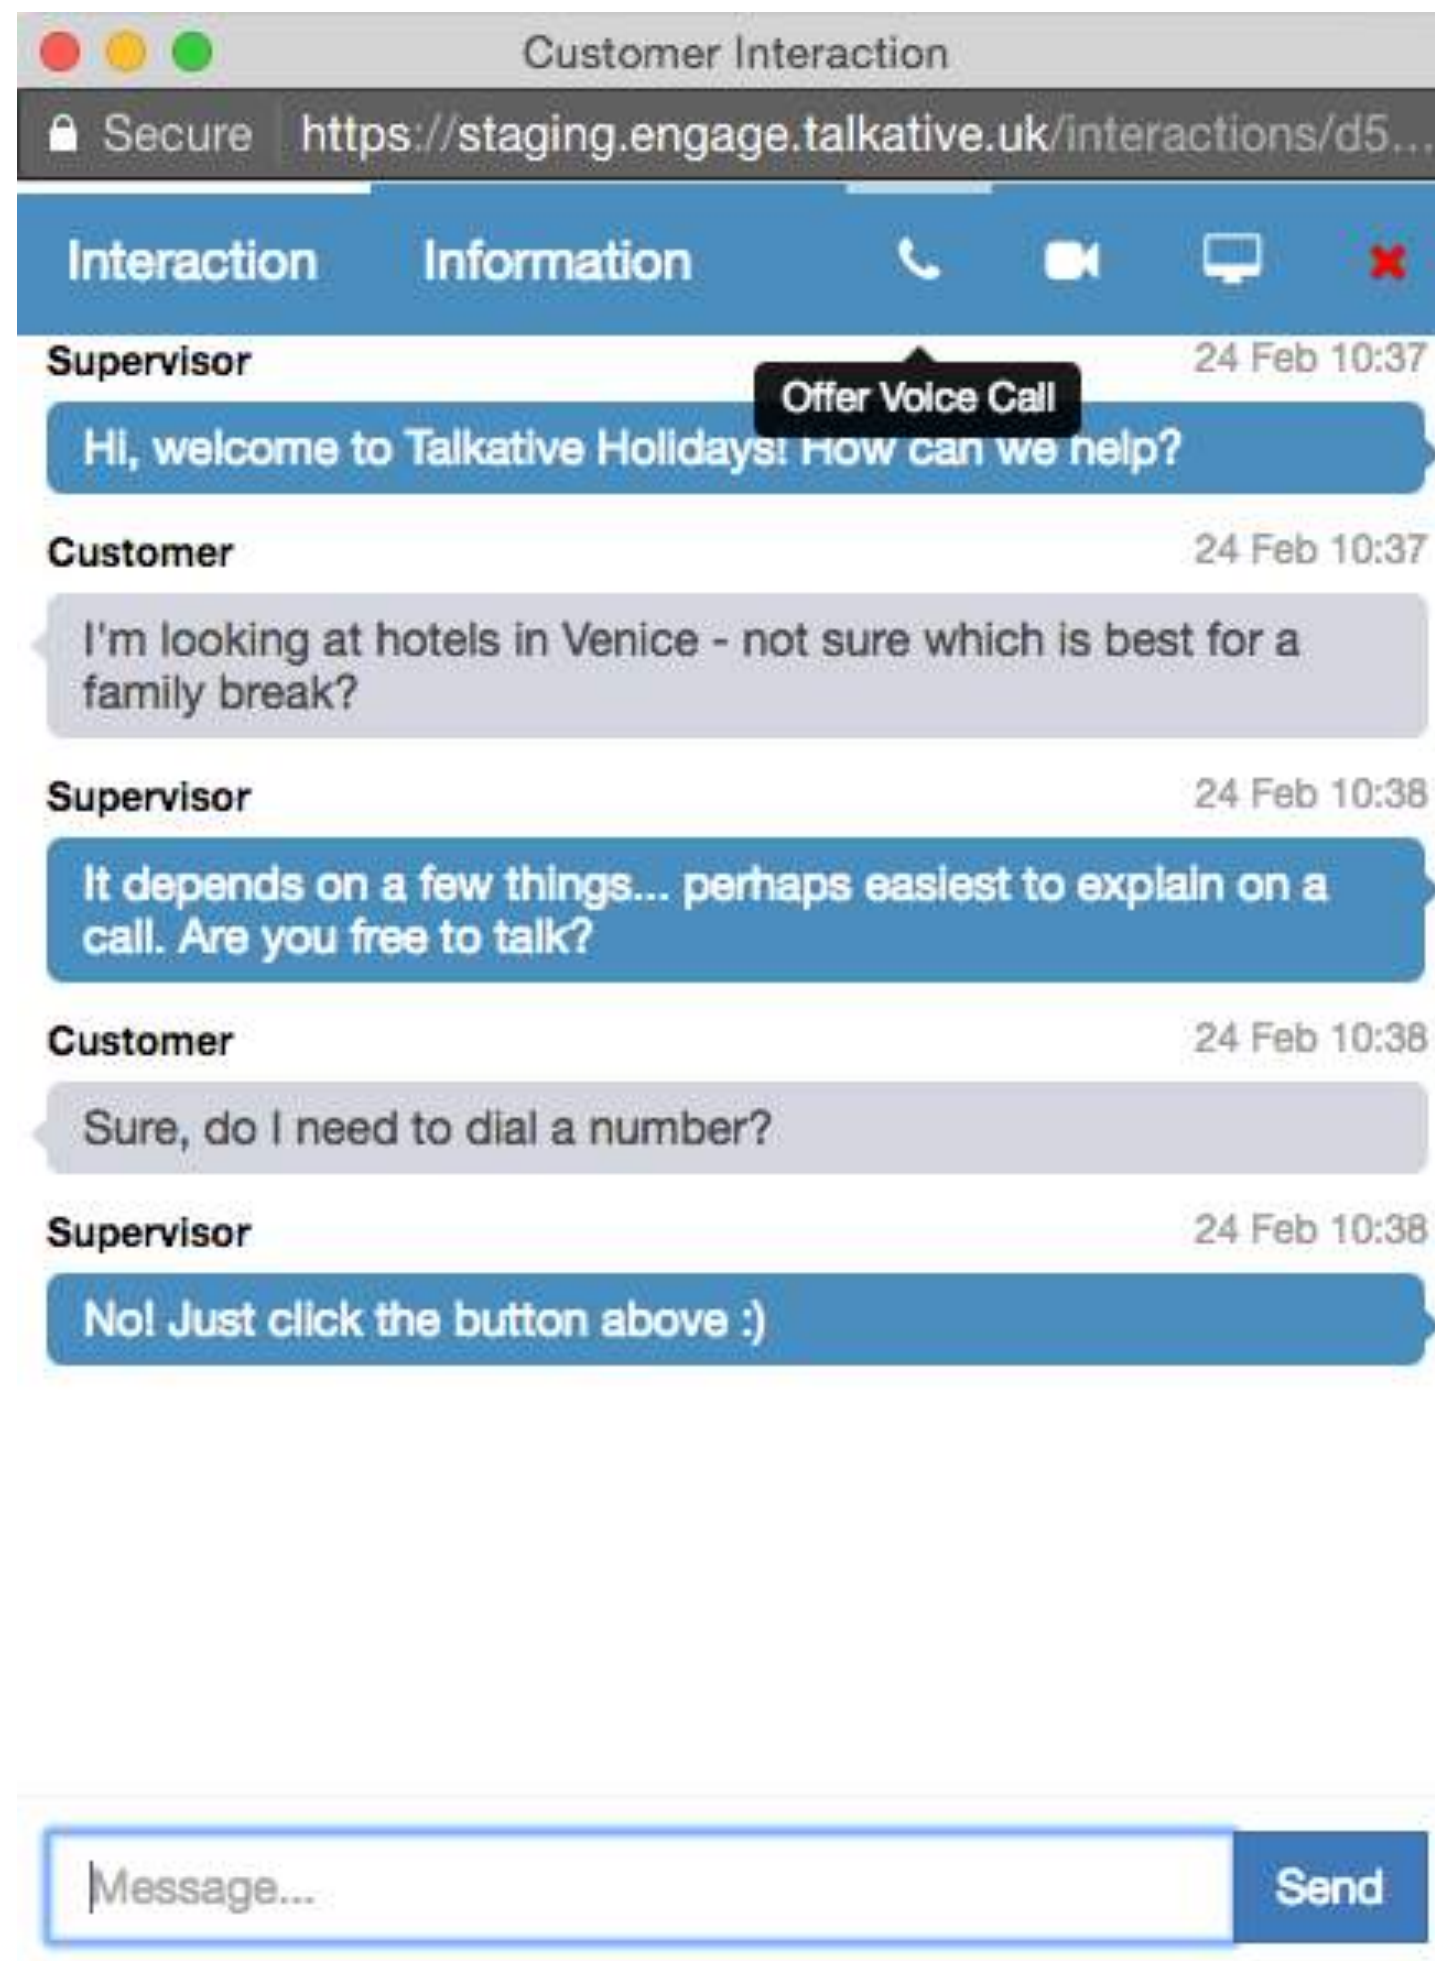 Customer Interaction
Secure https://staging.engage.talkative.uk/interactions/d5...
Interaction Information
Offer Voice Call
Supervisor 24 Feb 10:37
Hi, welcome to Talkative Holidays! How can we help?
Customer 24 Feb 10:37
I'm looking at hotels in Venice - not sure which is best for a
family break?
Supervisor 24 Feb 10:38
It depends on a few things... perhaps easiest to explain on a
call. Are you free to talk?
Customer 24 Feb 10:38
Sure, do I need to dial a number?
Supervisor 24 Feb 10:38
No! Just click the button above :)
Message... Send